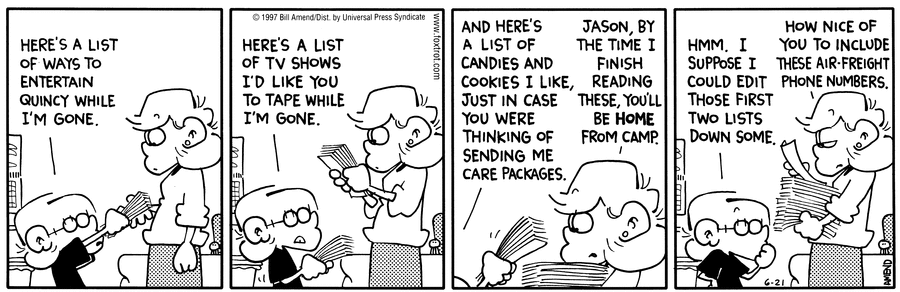 HERE'S A LIST
OF WAYS TO
ENTERTAIN
QUINCY WHILE
I'M GONE.
© 1997 Bill Amend/Dist. by Universal Press Syndicate
www.foxtrot.com
HERE'S A LIST
OF TV SHOWS
I'D LIKE YOU
TO TAPE WHILE
I'M GONE.
AND HERE'S
A LIST OF
CANDIES AND
COOKIES I LIKE,
JUST IN CASE
YOU WERE
THINKING OF
SENDING ME
CARE PACKAGES.
JASON, BY
THE TIME I
FINISH
READING
THESE, YOU'LL
BE HOME
FROM CAMP.
HMM. I
SUPPOSE I
COULD EDIT
THOSE FIRST
TWO LISTS
DOWN SOME.
HOW NICE OF
YOU TO INCLUDE
THESE AIR-FREIGHT
PHONE NUMBERS.
6-21
AMEND